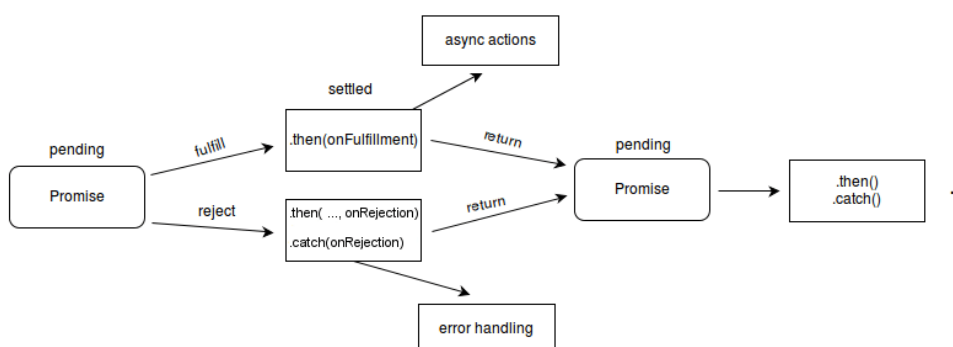 async actions
settled
.then(onFulfillment)
pending
fulfill
return
pending
Promise
reject
.then( ..., onRejection)
.catch(onRejection)
return
Promise
.then()
.catch()
error handling